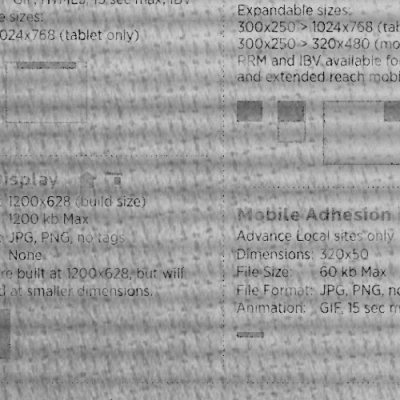 GIF, HTML5, 15 sec max, IBV
e sizes:
1024x768 (tablet only)
isplay
1200x628 (build size)
1200 kb Max
JPG, PNG, no tags
None
re built at 1200x628, but will
d at smaller dimensions.
Expandable sizes:
300x250 > 1024x768 (tab
300x250 > 320x480 (mo
PRM and IBV available fo
and extended reach mobi
Mobile Adhesion
Advance Local sites only
Dimensions: 320x50
File Size: 60 kb Max
File Format: JPG, PNG, no
Animation: GIF, 15 sec m